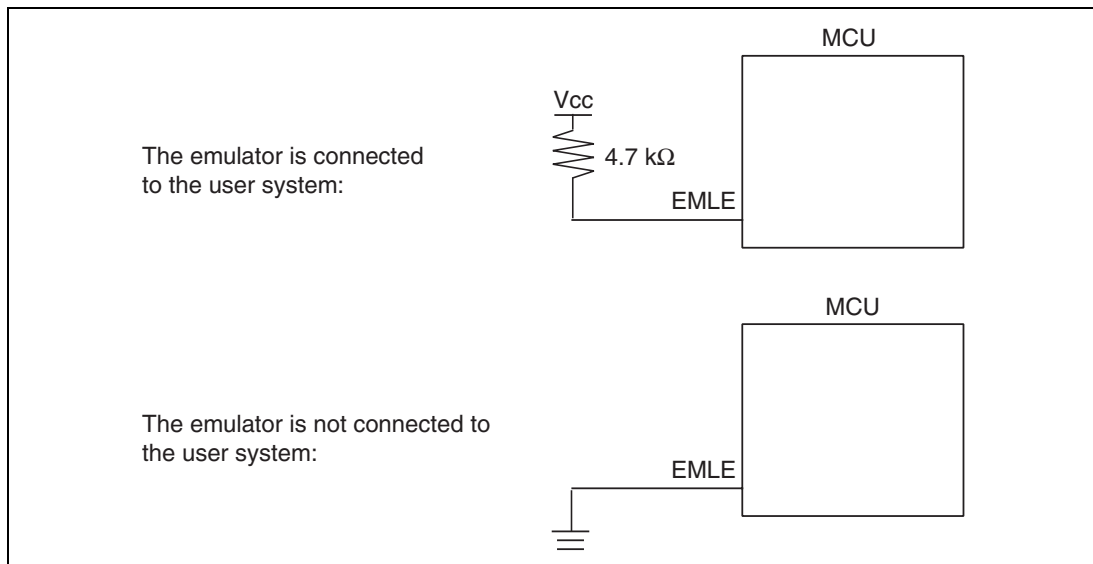 MCU
Vcc
4.7 kΩ
The emulator is connected
to the user system:
EMLE
MCU
The emulator is not connected to
the user system:
EMLE